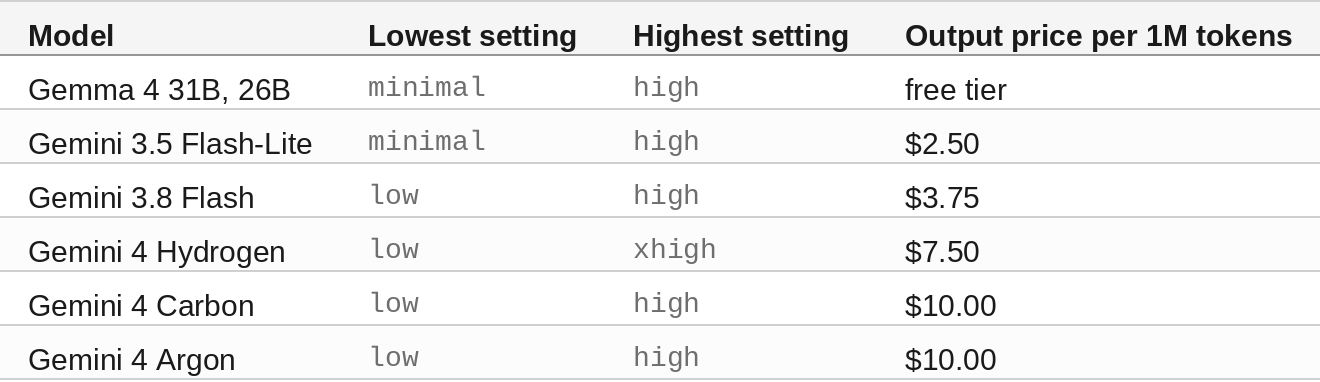 Model Lowest setting Highest setting Output price per 1M tokens
Gemma 4 31B, 26B minimal high free tier
Gemini 3.5 Flash-Lite minimal high $2.50
Gemini 3.8 Flash low high $3.75
Gemini 4 Hydrogen low xhigh $7.50
Gemini 4 Carbon low high $10.00
Gemini 4 Argon low high $10.00